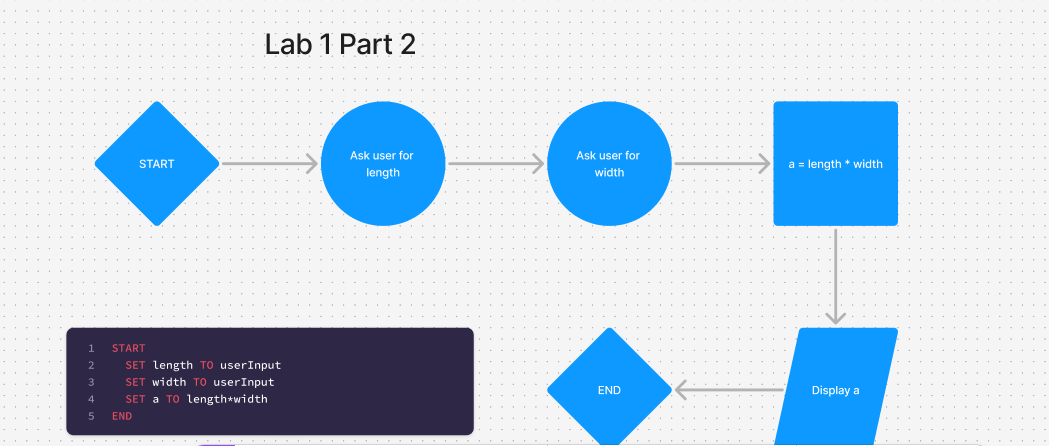 Lab 1 Part 2
START
Ask user for
length
Ask user for
width
a = length * width
1 START
2 SET length TO userInput
3 SET width TO userInput
4 SET a TO length*width
5 END
END
Display a